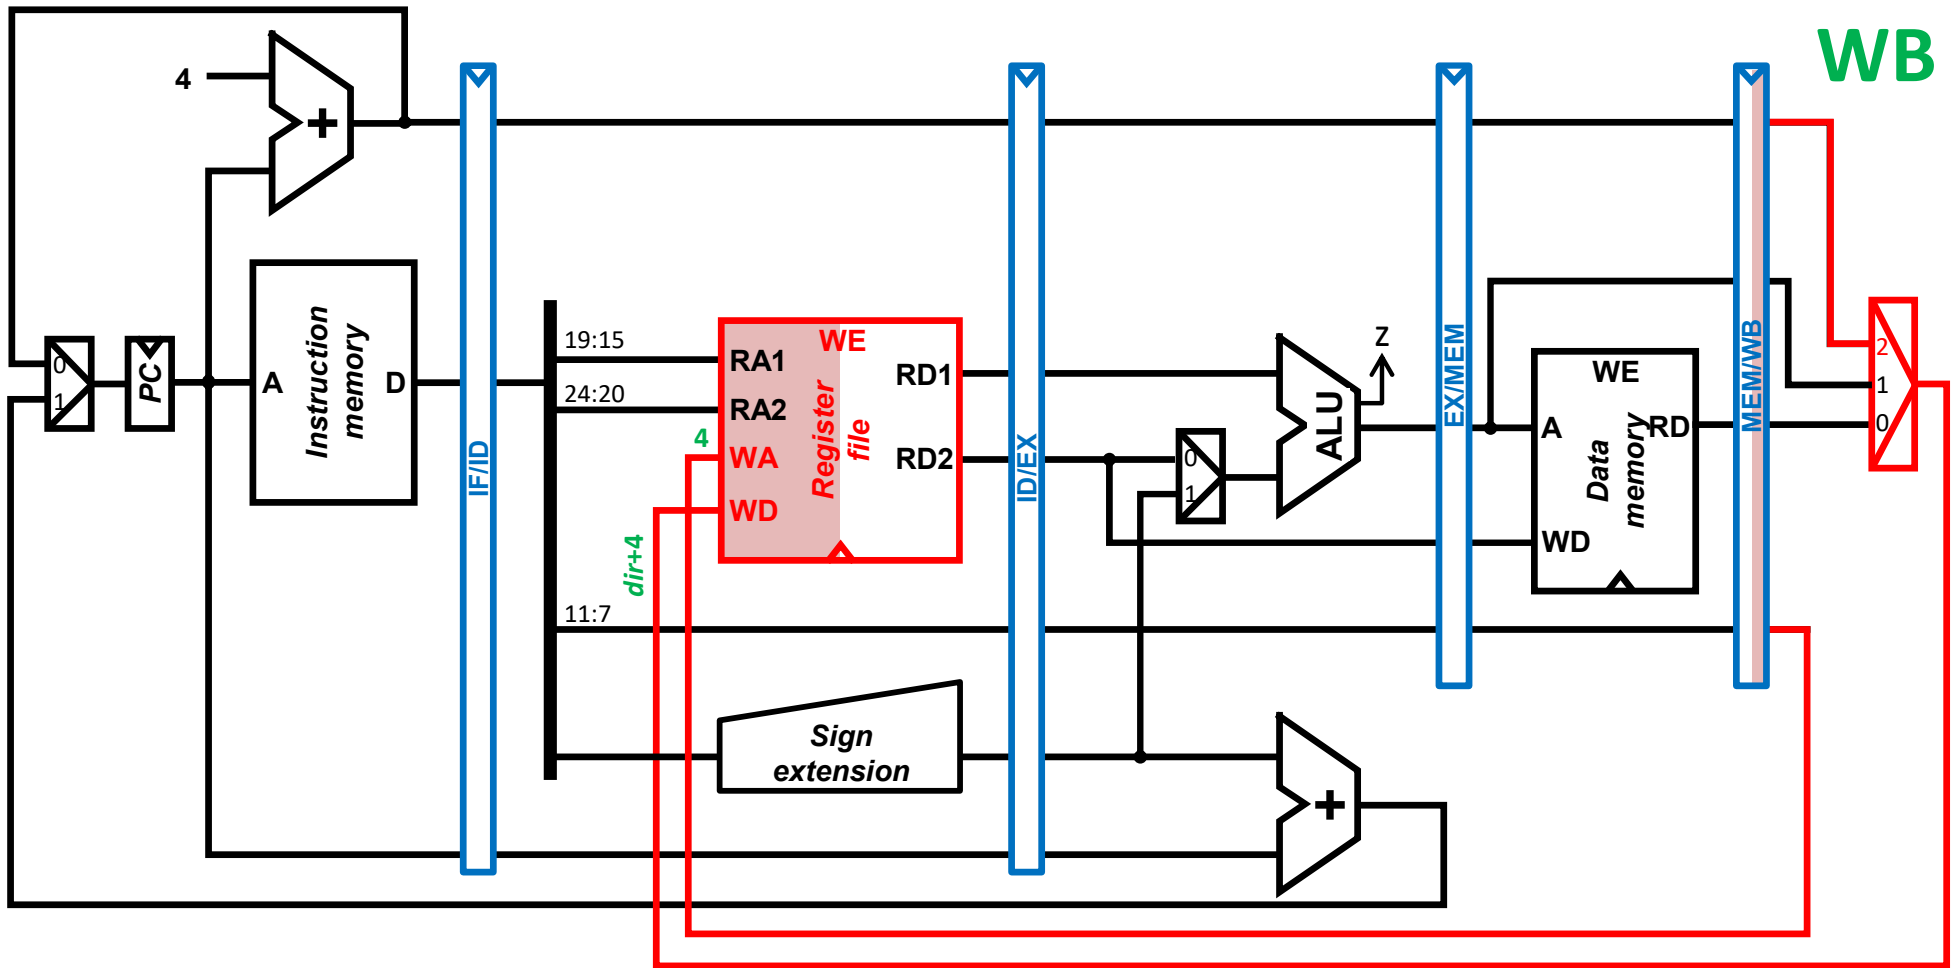 WB
4
+
Instruction
memory
A
D
0
1
PC
IF/ID
19:15
24:20
4
dir+4
11:7
WE
RA1
RA2
WA
WD
Register
file
RD1
RD2
Sign
extension
ID/EX
0
1
ALU
Z
+
EX/MEM
WE
A
RD
WD
Data
memory
MEM/WB
2
1
0